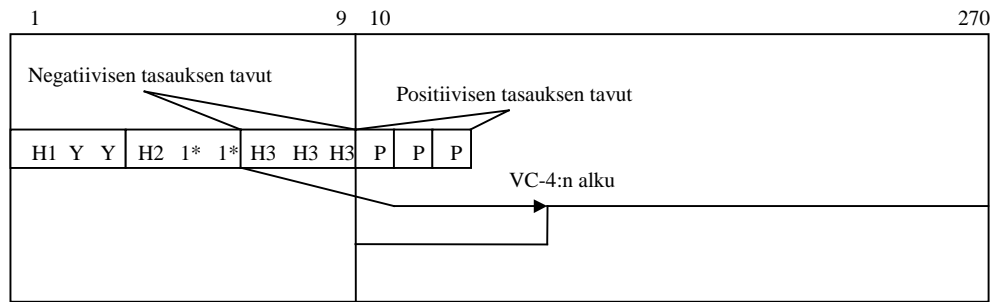 1 9 10 270
Negatiivisen tasauksen tavut
Positiivisen tasauksen tavut
H1 Y Y H2 1* 1* H3 H3 H3 P P P
VC-4:n alku